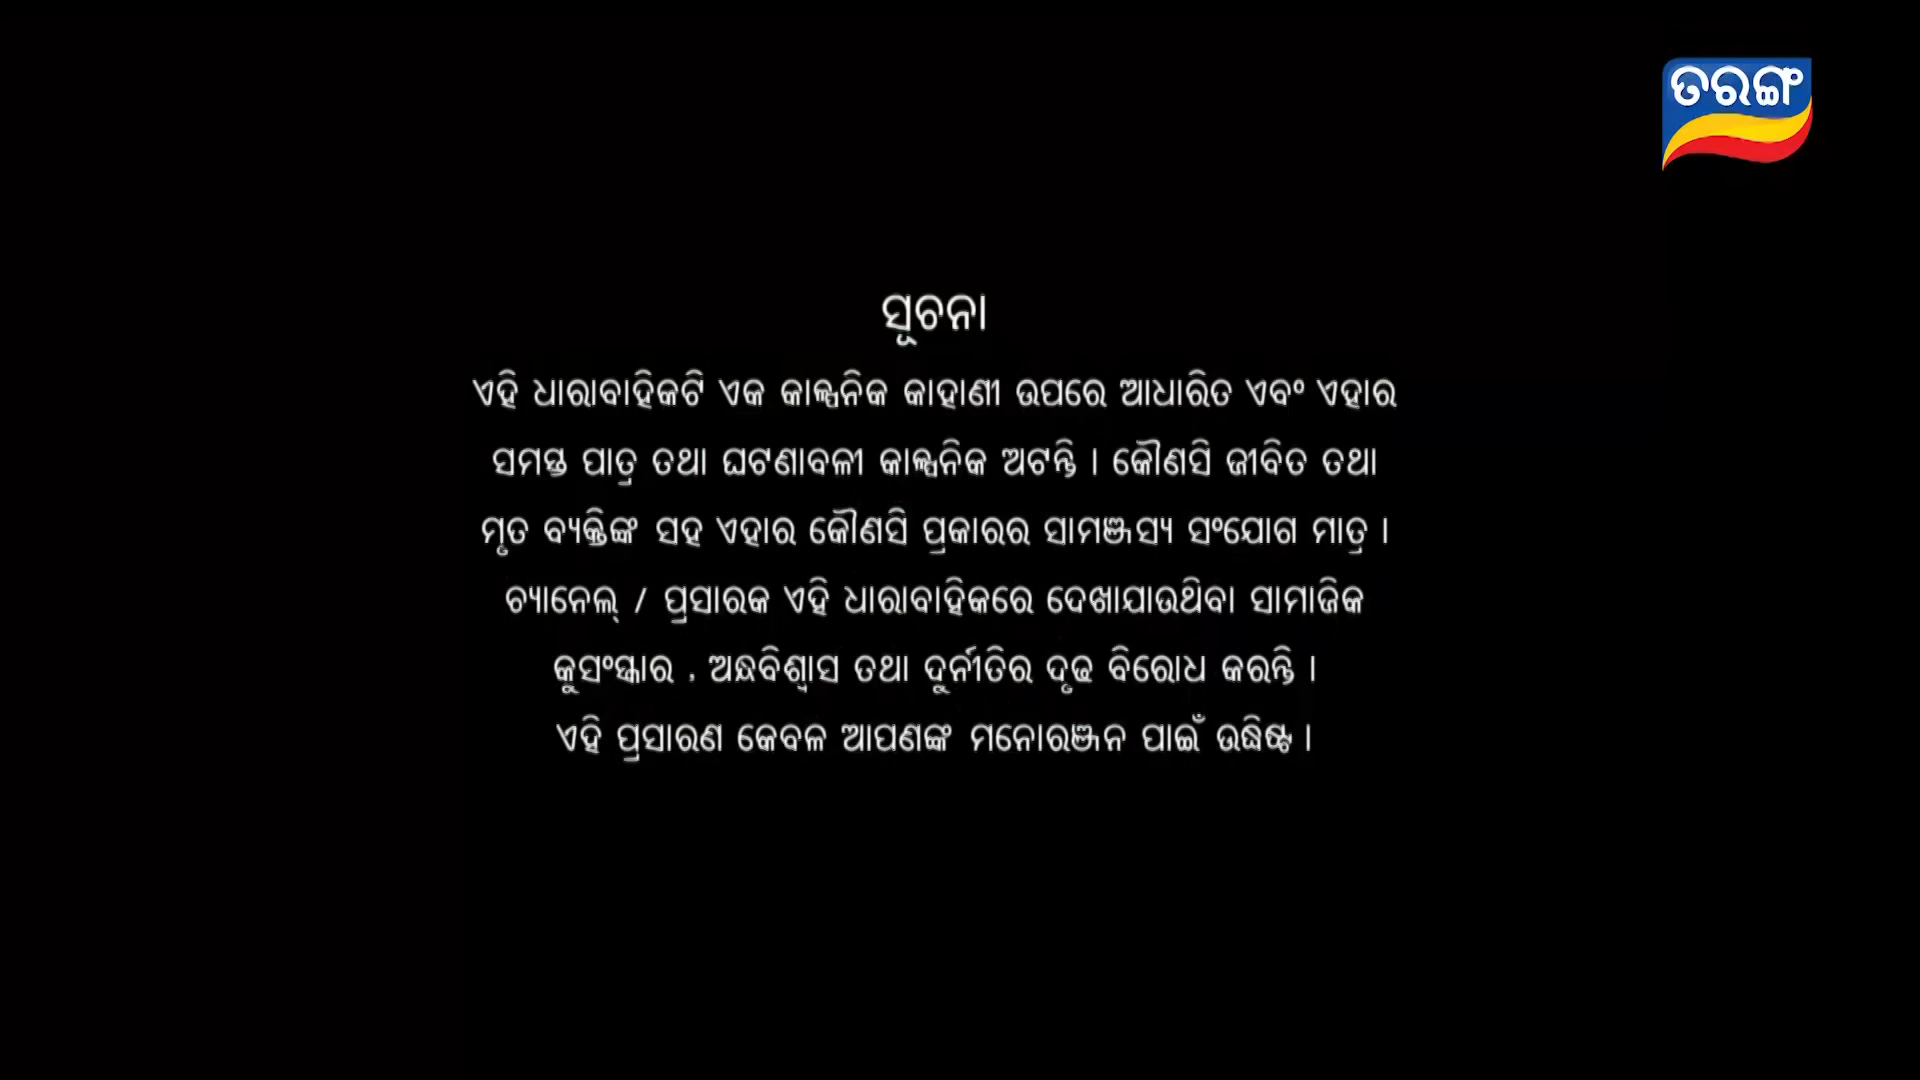 ତରଙ୍ଗ
ସୂଚନା
ଏହି ଧାରାବାହିକଟି ଏକ କାଳ୍ପନିକ କାହାଣୀ ଉପରେ ଆଧାରିତ ଏବଂ ଏହାର
ସମସ୍ତ ପାତ୍ର ତଥା ଘଟଣାବଳୀ କାଳ୍ପନିକ ଅଟନ୍ତି । କୌଣସି ଜୀବିତ ତଥା
ମୃତ ବ୍ୟକ୍ତିଙ୍କ ସହ ଏହାର କୌଣସି ପ୍ରକାରର ସାମଞ୍ଜସ୍ୟ ସଂଯୋଗ ମାତ୍ର ।
ଚ୍ୟାନେଲ୍ / ପ୍ରସାରକ ଏହି ଧାରାବାହିକରେ ଦେଖାଯାଉଥିବା ସାମାଜିକ
କୁସଂସ୍କାର , ଅନ୍ଧବିଶ୍ୱାସ ତଥା ଦୁର୍ନୀତିର ଦୃଢ ବିରୋଧ କରନ୍ତି ।
ଏହି ପ୍ରସାରଣ କେବଳ ଆପଣଙ୍କ ମନୋରଞ୍ଜନ ପାଇଁ ଉଦ୍ଧିଷ୍ଟ ।